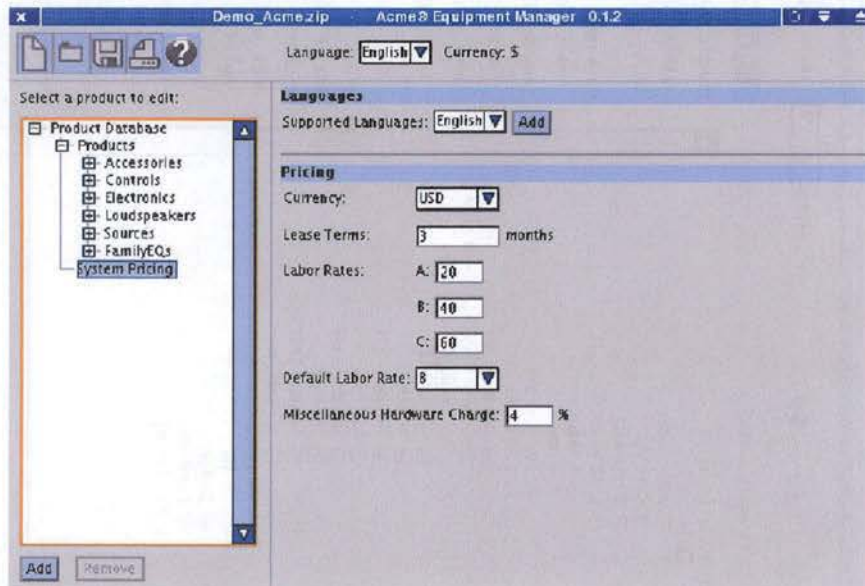 Demo_Acme.zip - Acme® Equipment Manager 0.1.2
Language: English Currency: $
Select a product to edit:
Product Database
Products
Accessories
Controls
Electronics
Loudspeakers
Sources
FamilyEQs
System Pricing
Add Remove
Languages
Supported Languages: English Add
Pricing
Currency: USD
Lease Terms: 3 months
Labor Rates: A: 20
B: 40
C: 60
Default Labor Rate: B
Miscellaneous Hardware Charge: 4 %